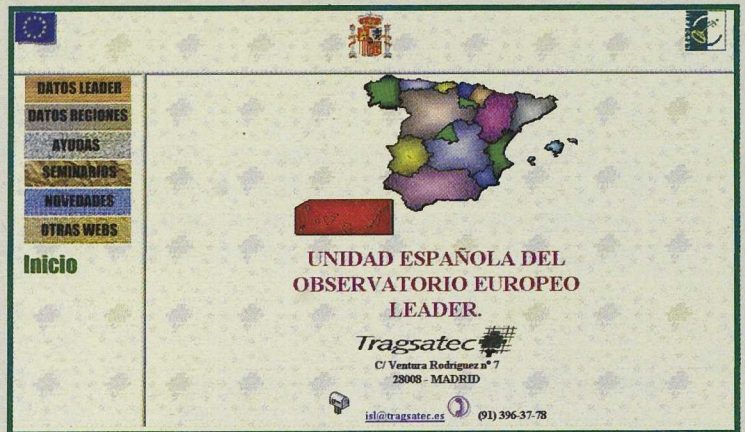 DATOS LEADER
DATOS REGIONES
AYUDAS
SEMINARIOS
NOVEDADES
OTRAS WEBS
Inicio
UNIDAD ESPAÑOLA DEL
OBSERVATORIO EUROPEO
LEADER.
Tragsatec
C/ Ventura Rodríguez nº 7
28008 - MADRID
isl@tragsatec.es (91) 396-37-78